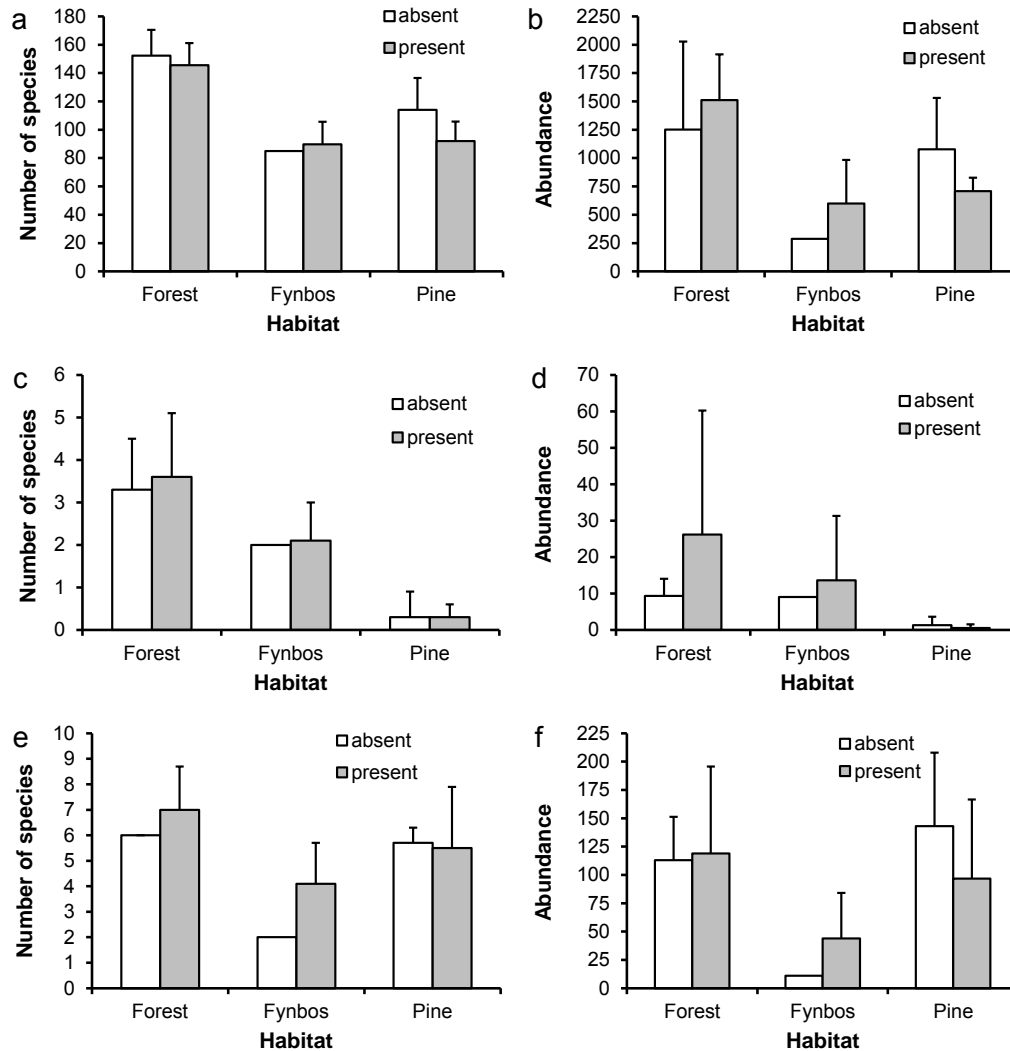 a
Number of species
180
160
140
120
100
80
60
40
20
0
absent
present
Forest Fynbos Pine
Habitat
b
Abundance
2250
2000
1750
1500
1250
1000
750
500
250
0
absent
present
Forest Fynbos Pine
Habitat
c
Number of species
6
5
4
3
2
1
0
absent
present
Forest Fynbos Pine
Habitat
d
Abundance
70
60
50
40
30
20
10
0
absent
present
Forest Fynbos Pine
Habitat
e
Number of species
10
9
8
7
6
5
4
3
2
1
0
absent
present
Forest Fynbos Pine
Habitat
f
Abundance
225
200
175
150
125
100
75
50
25
0
absent
present
Forest Fynbos Pine
Habitat